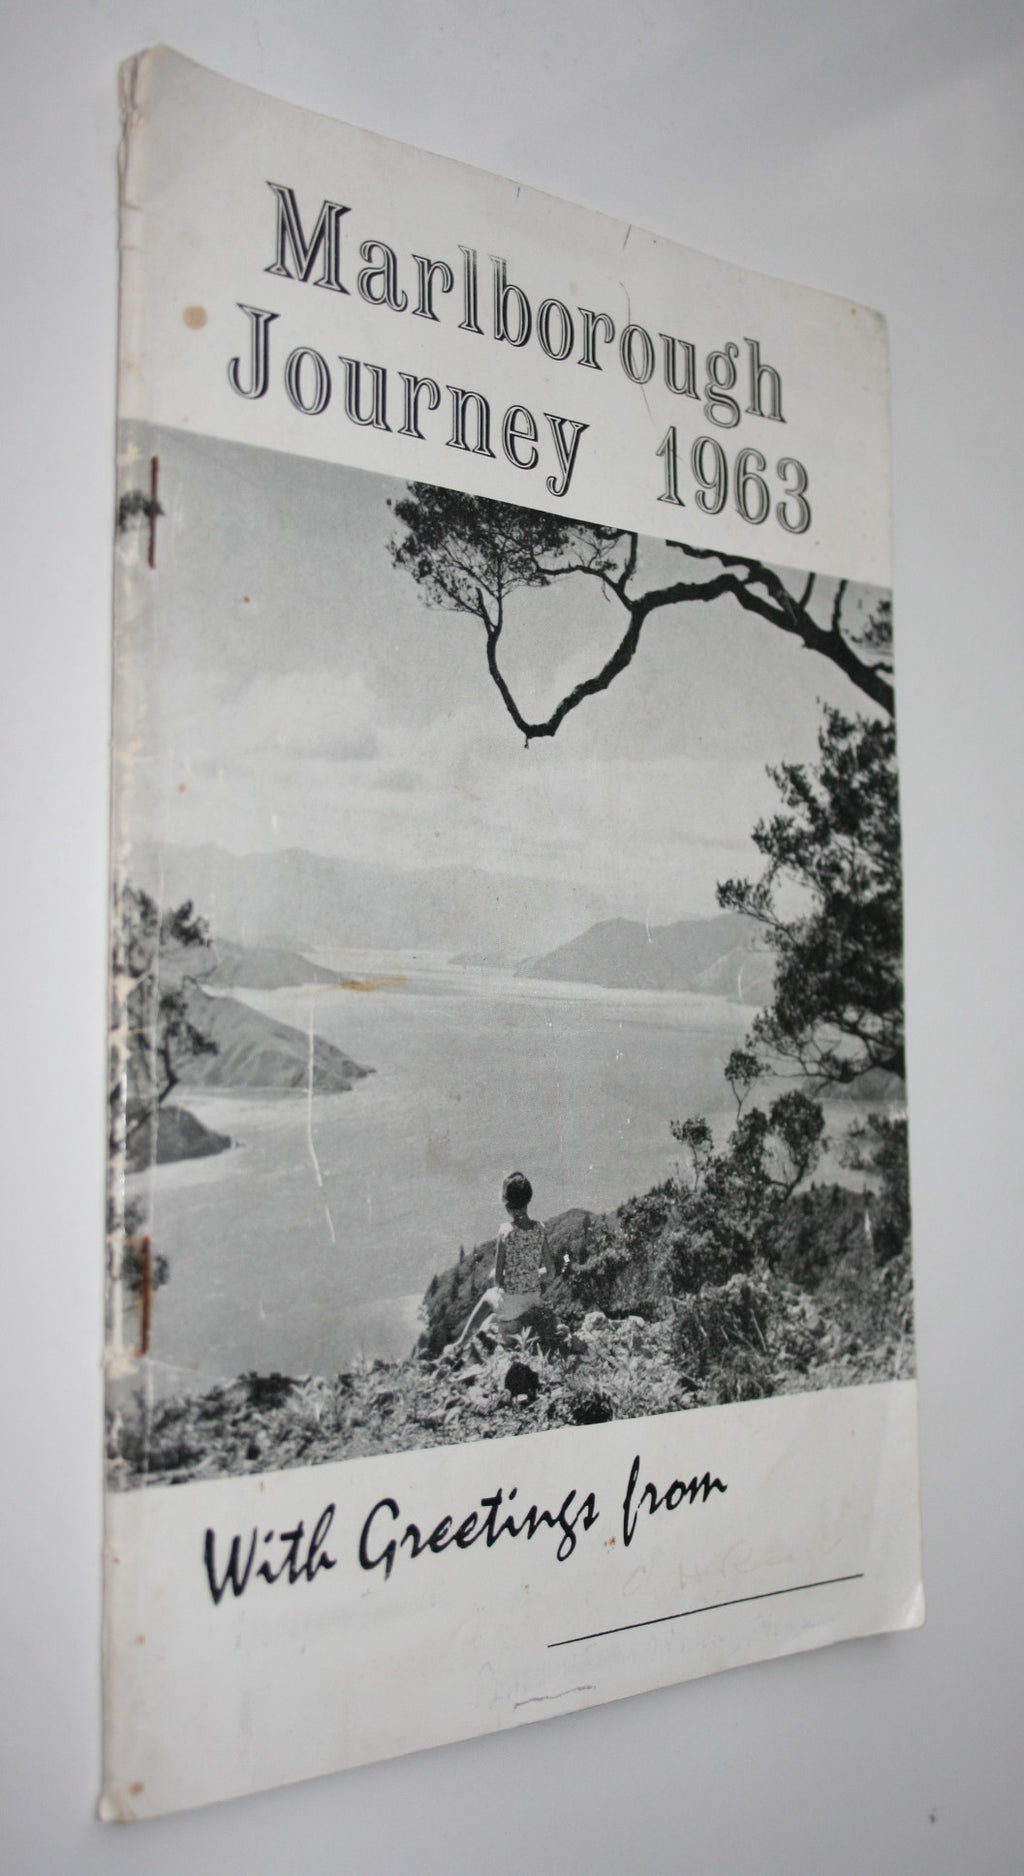 Marlborough
Journey 1963
With Greetings from